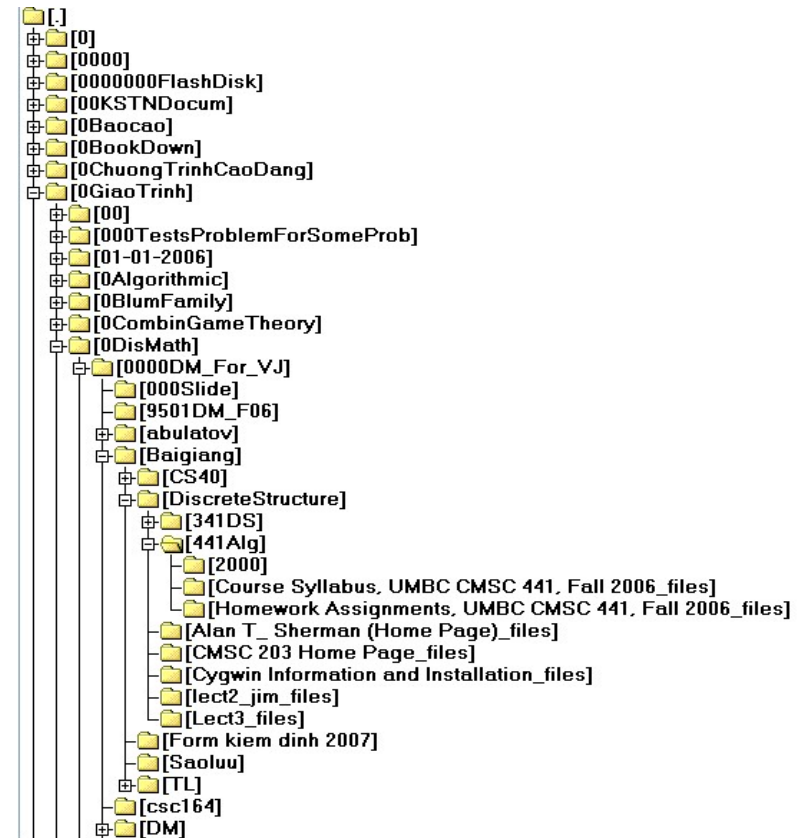 [.]
[0]
[0000]
[0000000FlashDisk]
[00KSTNDocum]
[0Baocao]
[0BookDown]
[0ChuongTrinhCaoDang]
[0GiaoTrinh]
[00]
[000TestsProblemForSomeProb]
[01-01-2006]
[0Algorithmic]
[0BlumFamily]
[0CombinGameTheory]
[0DisMath]
[0000DM_For_VJ]
[000Slide]
[9501DM_F06]
[abulatov]
[Baigiang]
[CS40]
[DiscreteStructure]
[341DS]
[441Alg]
[2000]
[Course Syllabus, UMBC CMSC 441, Fall 2006_files]
[Homework Assignments, UMBC CMSC 441, Fall 2006_files]
[Alan T_ Sherman (Home Page)_files]
[CMSC 203 Home Page_files]
[Cygwin Information and Installation_files]
[lect2_jim_files]
[Lect3_files]
[Form kiem dinh 2007]
[Saoluu]
[TL]
[csc164]
[DM]